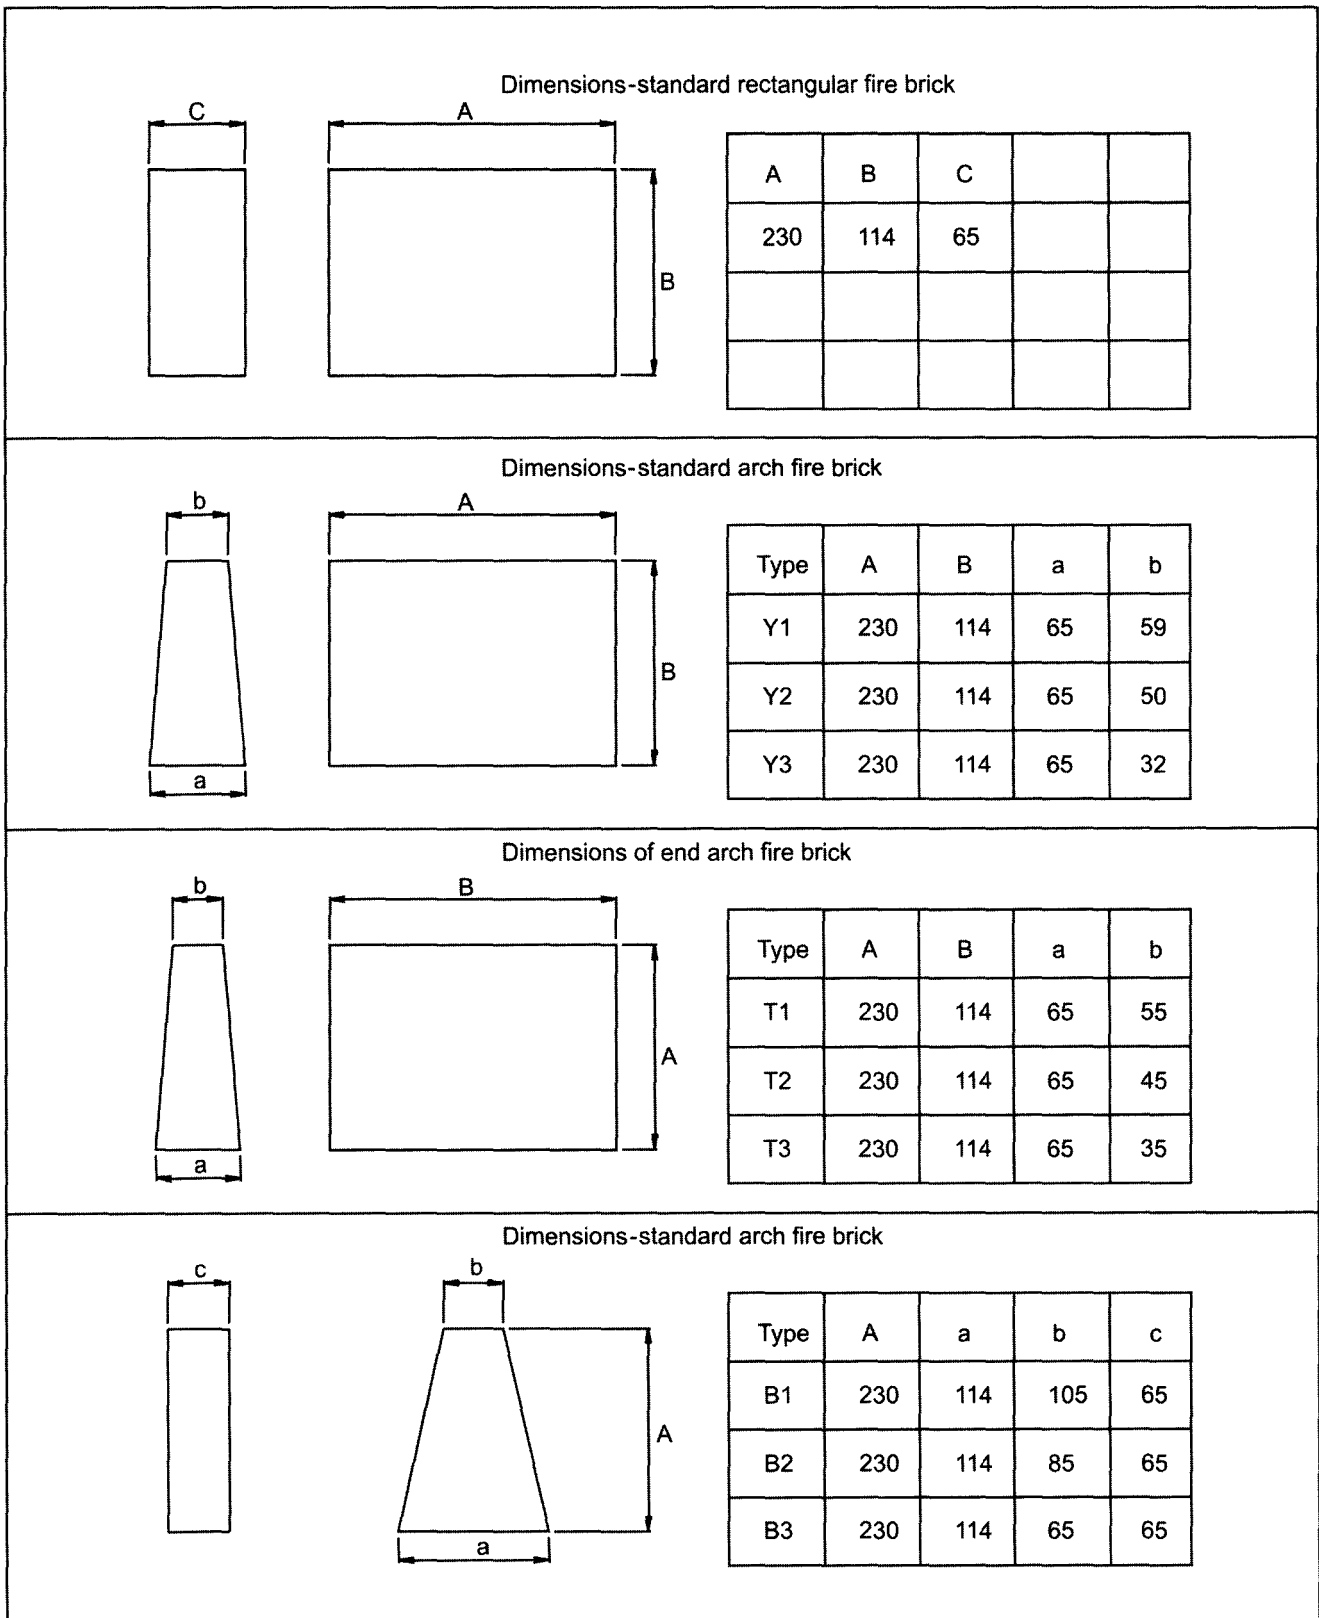 Dimensions-standard rectangular fire brick
C
A
B
A B C
230 114 65
Dimensions-standard arch fire brick
b
A
B
a
Type A B a b
Y1 230 114 65 59
Y2 230 114 65 50
Y3 230 114 65 32
Dimensions of end arch fire brick
b
B
A
a
Type A B a b
T1 230 114 65 55
T2 230 114 65 45
T3 230 114 65 35
Dimensions-standard arch fire brick
c
b
A
a
Type A a b c
B1 230 114 105 65
B2 230 114 85 65
B3 230 114 65 65